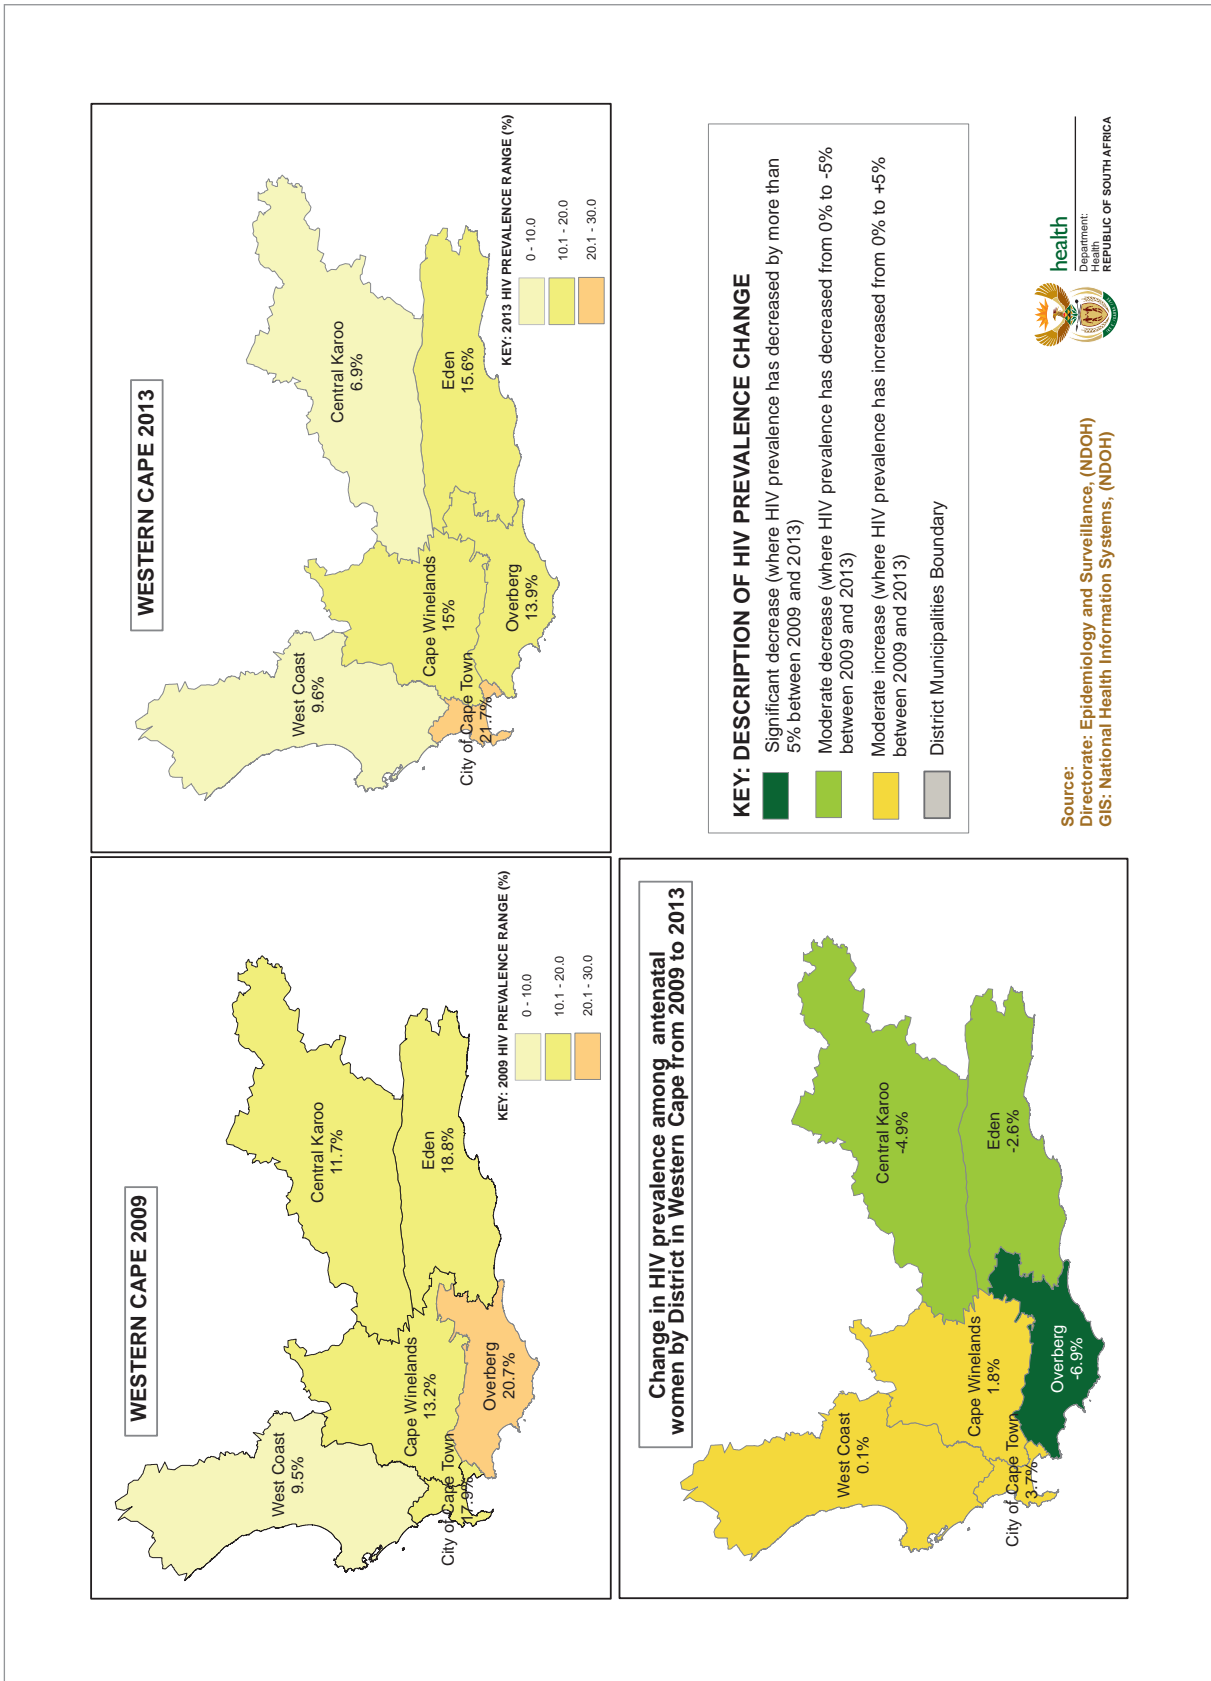 WESTERN CAPE 2009
West Coast
9.5%
Central Karoo
11.7%
Cape Winelands
13.2%
Eden
18.8%
City of Cape Town
17.9%
Overberg
20.7%
KEY: 2009 HIV PREVALENCE RANGE (%)
0 - 10.0
10.1 - 20.0
20.1 - 30.0
WESTERN CAPE 2013
West Coast
9.6%
Central Karoo
6.9%
Cape Winelands
15%
Eden
15.6%
City of Cape Town
21.7%
Overberg
13.9%
KEY: 2013 HIV PREVALENCE RANGE (%)
0 - 10.0
10.1 - 20.0
20.1 - 30.0
Change in HIV prevalence among antenatal
women by District in Western Cape from 2009 to 2013
West Coast
0.1%
Central Karoo
-4.9%
Cape Winelands
1.8%
Eden
-2.6%
City of Cape Town
3.7%
Overberg
-6.9%
KEY: DESCRIPTION OF HIV PREVALENCE CHANGE
Significant decrease (where HIV prevalence has decreased by more than
5% between 2009 and 2013)
Moderate decrease (where HIV prevalence has decreased from 0% to -5%
between 2009 and 2013)
Moderate increase (where HIV prevalence has increased from 0% to +5%
between 2009 and 2013)
District Municipalities Boundary
Source:
Directorate: Epidemiology and Surveillance, (NDOH)
GIS: National Health Information Systems, (NDOH)
health
Department:
Health
REPUBLIC OF SOUTH AFRICA